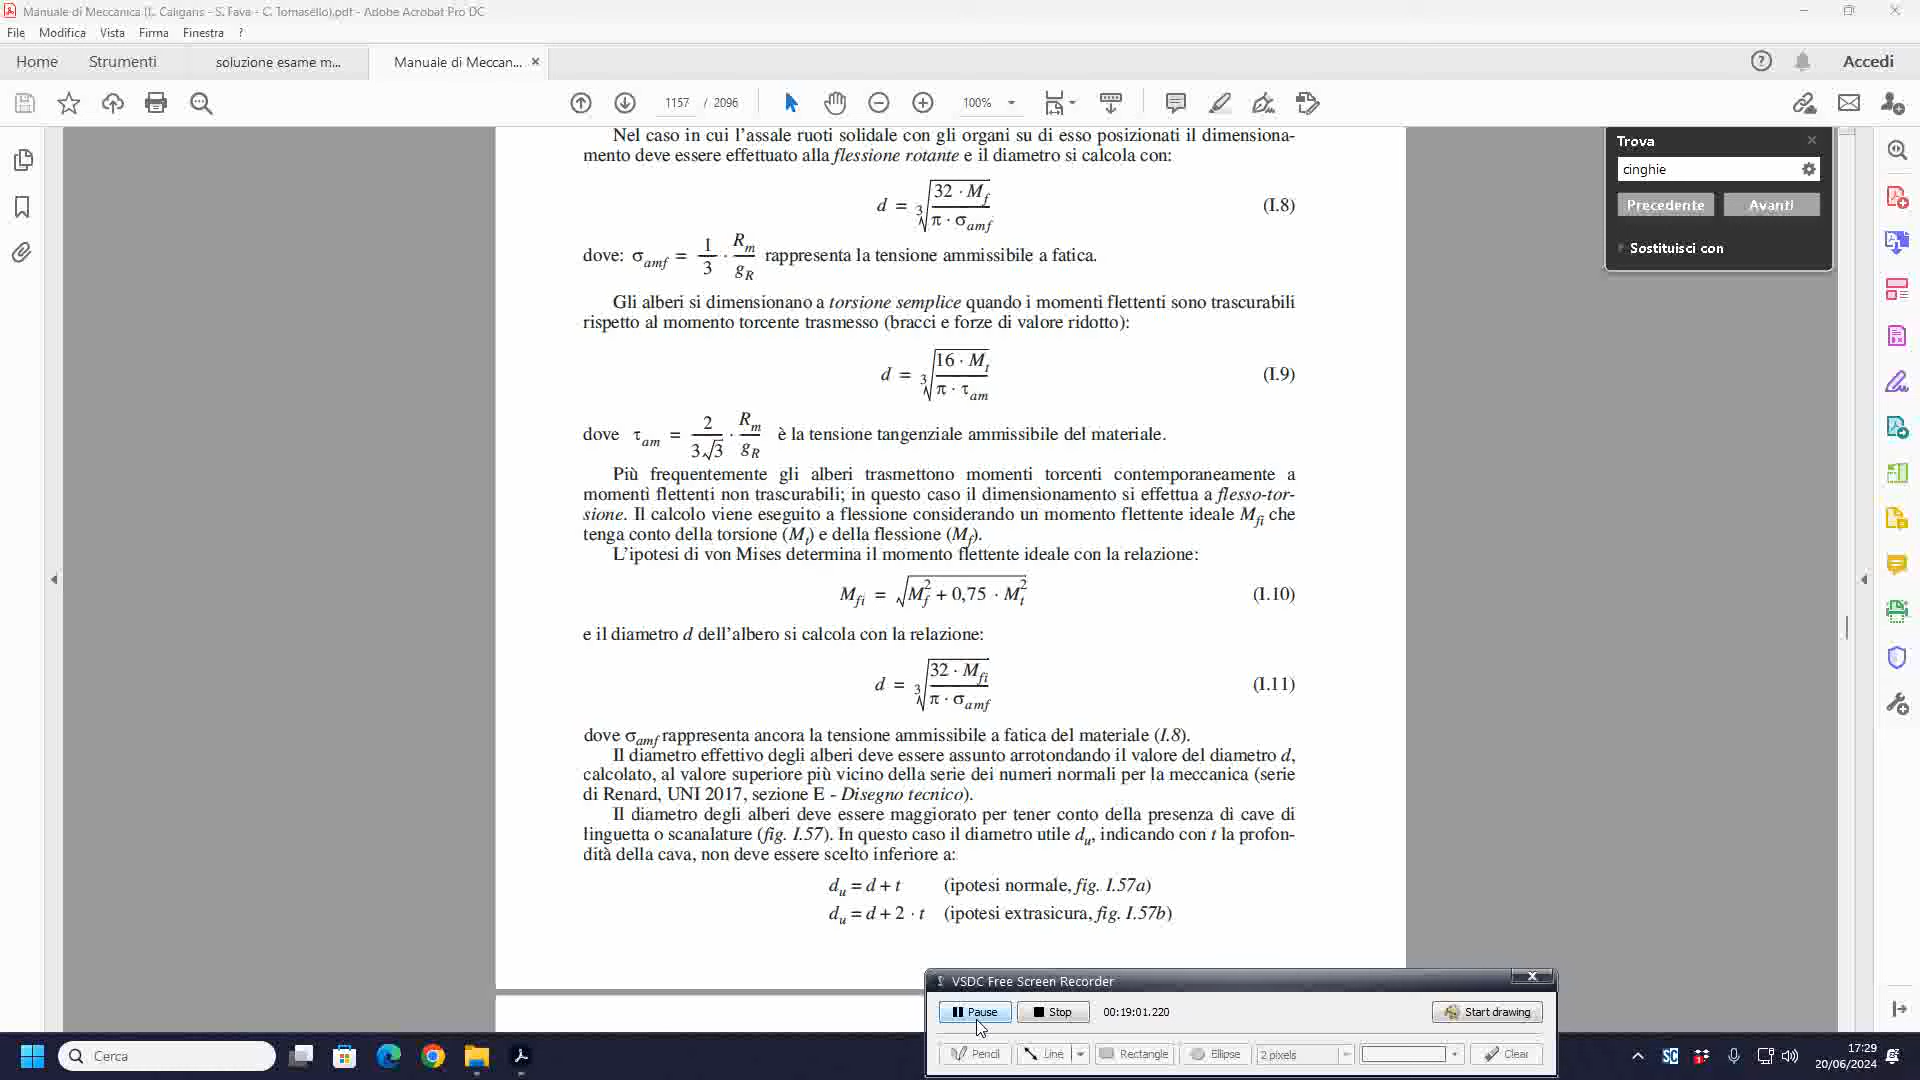 Manuale di Meccanica (L. Caligaris - S. Fava - C. Tomasello).pdf - Adobe Acrobat Pro DC
File Modifica Vista Firma Finestra ?
Home Strumenti soluzione esame m... Manuale di Meccan... × Accedi
1157 / 2096 100%
Nel caso in cui l'assale ruoti solidale con gli organi su di esso posizionati il dimensiona-
mento deve essere effettuato alla flessione rotante e il diametro si calcola con:
d = ∛(32 · M_f / π · σ_amf) (I.8)
dove: σ_amf = 1/3 · R_m/g_R rappresenta la tensione ammissibile a fatica.
Gli alberi si dimensionano a torsione semplice quando i momenti flettenti sono trascurabili
rispetto al momento torcente trasmesso (bracci e forze di valore ridotto):
d = ∛(16 · M_t / π · τ_am) (I.9)
dove τ_am = 2/(3√3) · R_m/g_R è la tensione tangenziale ammissibile del materiale.
Più frequentemente gli alberi trasmettono momenti torcenti contemporaneamente a
momenti flettenti non trascurabili; in questo caso il dimensionamento si effettua a flesso-tor-
sione. Il calcolo viene eseguito a flessione considerando un momento flettente ideale M_fi che
tenga conto della torsione (M_t) e della flessione (M_f).
L'ipotesi di von Mises determina il momento flettente ideale con la relazione:
M_fi = √(M_f² + 0,75 · M_t²) (I.10)
e il diametro d dell'albero si calcola con la relazione:
d = ∛(32 · M_fi / π · σ_amf) (I.11)
dove σ_amf rappresenta ancora la tensione ammissibile a fatica del materiale (I.8).
Il diametro effettivo degli alberi deve essere assunto arrotondando il valore del diametro d,
calcolato, al valore superiore più vicino della serie dei numeri normali per la meccanica (serie
di Renard, UNI 2017, sezione E - Disegno tecnico).
Il diametro degli alberi deve essere maggiorato per tener conto della presenza di cave di
linguetta o scanalature (fig. I.57). In questo caso il diametro utile d_u, indicando con t la profon-
dità della cava, non deve essere scelto inferiore a:
d_u = d + t (ipotesi normale, fig. I.57a)
d_u = d + 2 · t (ipotesi extrasicura, fig. I.57b)
Trova
cinghie
Precedente Avanti
Sostituisci con
VSDC Free Screen Recorder
Pause Stop 00:19:01.220 Start drawing
Pencil Line Rectangle Ellipse 2 pixels Clear
Cerca
SC
17:29
20/06/2024